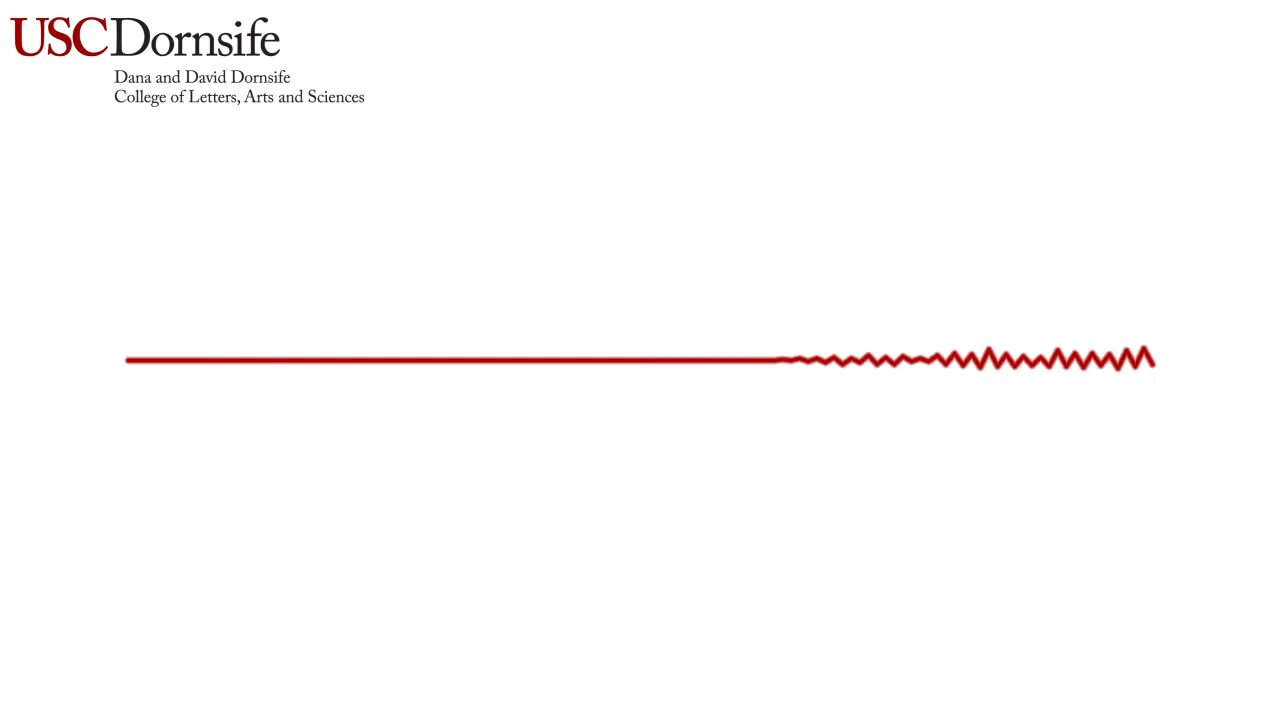 USCDornsife
Dana and David Dornsife
College of Letters, Arts and Sciences